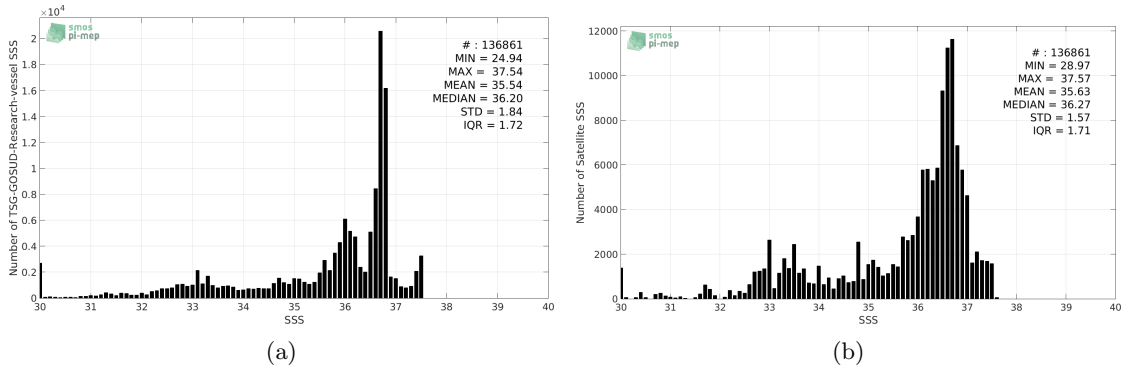 ×10^4
smos
pi-mep
Number of TSG-GOSUD-Research-vessel SSS
2
1.8
1.6
1.4
1.2
1
0.8
0.6
0.4
0.2
0
# : 136861
MIN = 24.94
MAX = 37.54
MEAN = 35.54
MEDIAN = 36.20
STD = 1.84
IQR = 1.72
30 31 32 33 34 35 36 37 38 39 40
SSS
(a)
smos
pi-mep
Number of Satellite SSS
12000
10000
8000
6000
4000
2000
0
# : 136861
MIN = 28.97
MAX = 37.57
MEAN = 35.63
MEDIAN = 36.27
STD = 1.57
IQR = 1.71
30 31 32 33 34 35 36 37 38 39 40
SSS
(b)